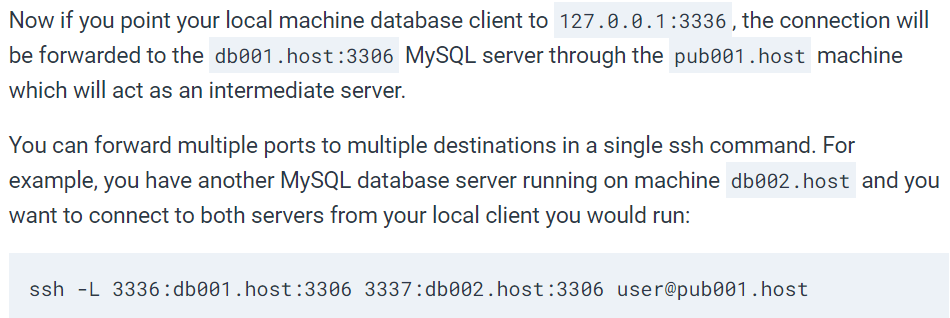 Now if you point your local machine database client to 127.0.0.1:3336, the connection will
be forwarded to the db001.host:3306 MySQL server through the pub001.host machine
which will act as an intermediate server.
You can forward multiple ports to multiple destinations in a single ssh command. For
example, you have another MySQL database server running on machine db002.host and you
want to connect to both servers from your local client you would run:
ssh -L 3336:db001.host:3306 3337:db002.host:3306 user@pub001.host